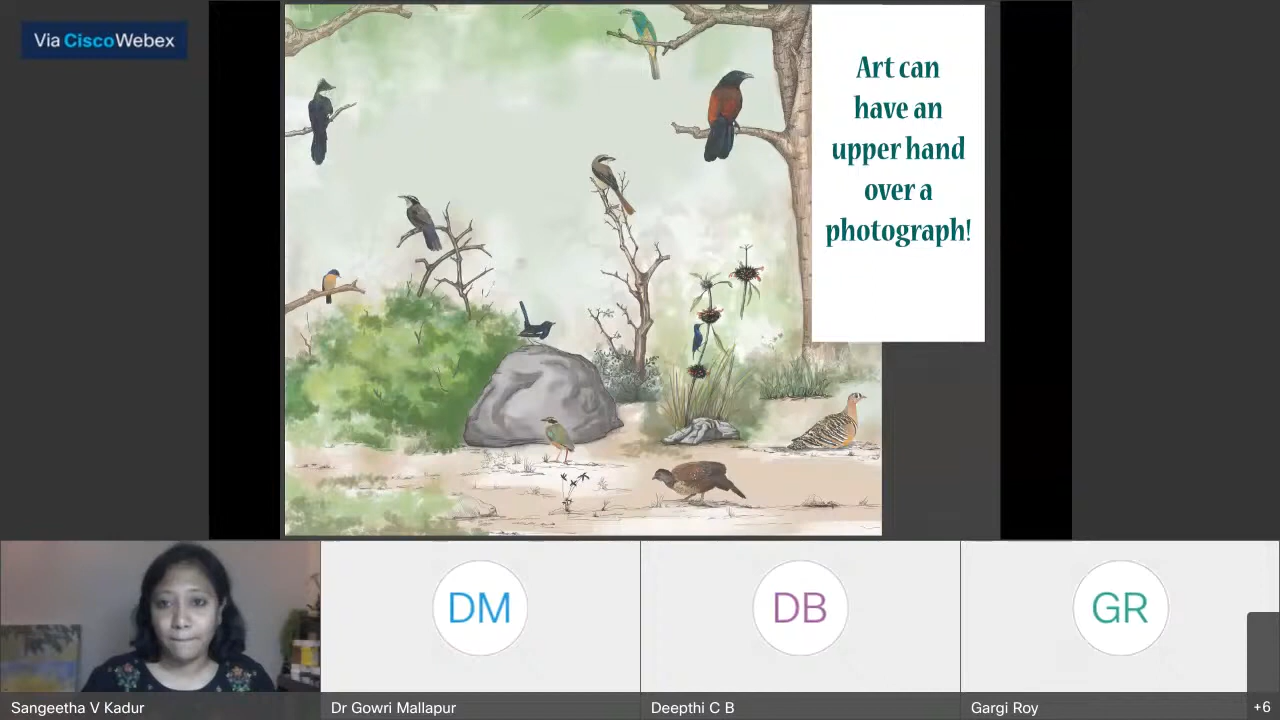 Via CiscoWebex
Art can
have an
upper hand
over a
photograph!
DM
DB
GR
Sangeetha V Kadur
Dr Gowri Mallapur
Deepthi C B
Gargi Roy
+6